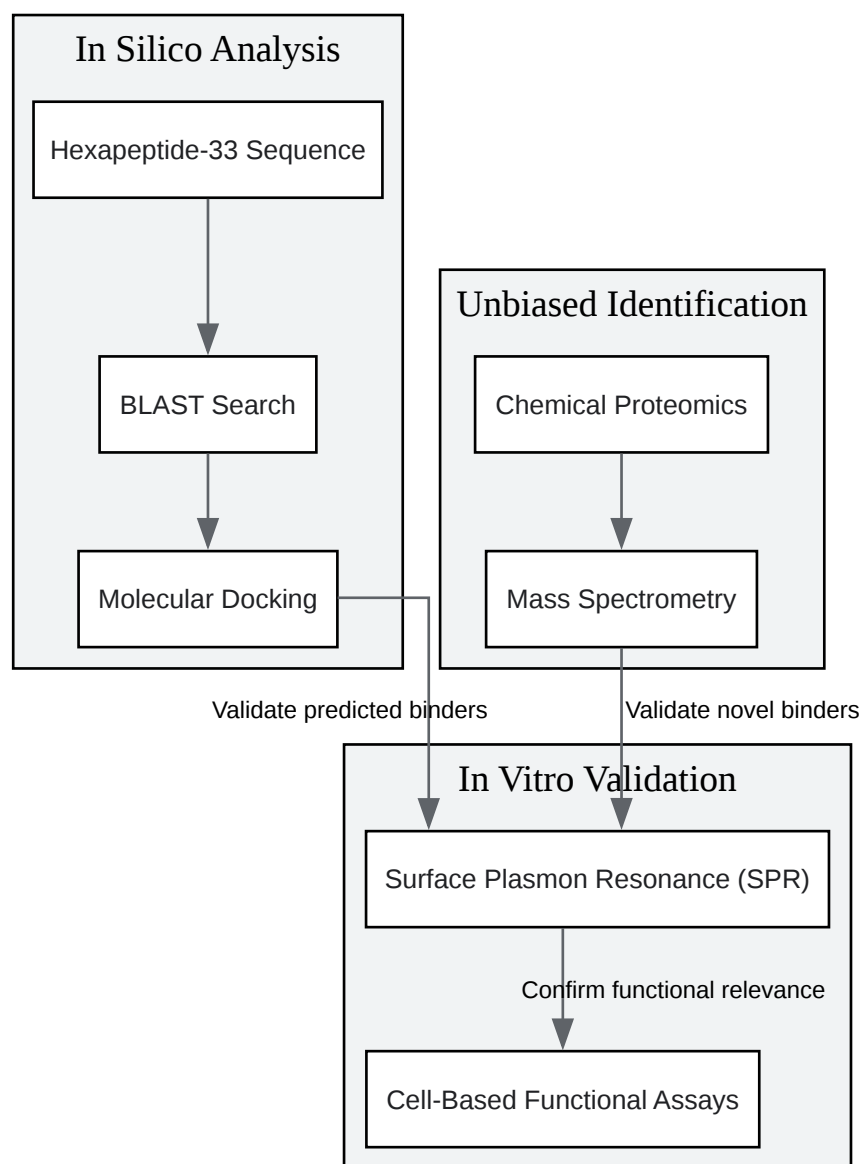 In Silico Analysis
Hexapeptide-33 Sequence
BLAST Search
Molecular Docking
Unbiased Identification
Chemical Proteomics
Mass Spectrometry
Validate predicted binders
Validate novel binders
In Vitro Validation
Surface Plasmon Resonance (SPR)
Confirm functional relevance
Cell-Based Functional Assays